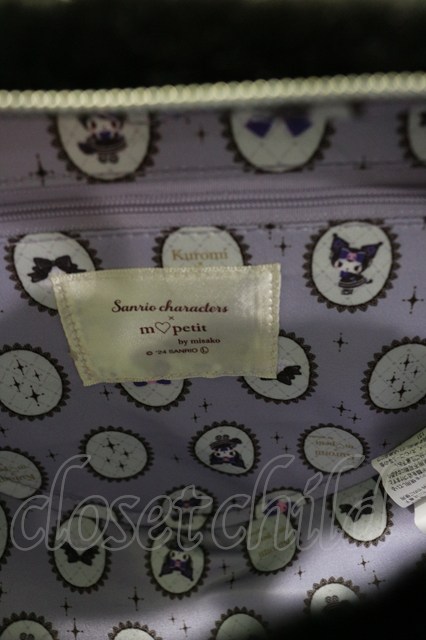 Kuromi
Sanrio characters
×
m♡petit
by misako
© '24 SANRIO Ⓛ
closet child